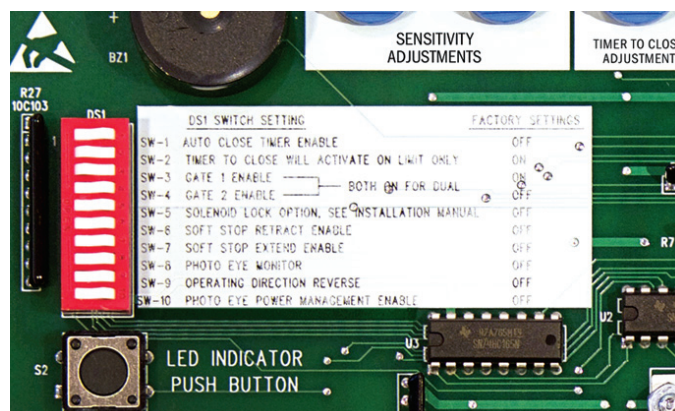 SENSITIVITY
ADJUSTMENTS
TIMER TO CLOS
ADJUSTMENT
BZ1
R27
10C103
DS1
1
DS1 SWITCH SETTING FACTORY SETTINGS
SW-1 AUTO CLOSE TIMER ENABLE OFF
SW-2 TIMER TO CLOSE WILL ACTIVATE ON LIMIT ONLY ON
SW-3 GATE 1 ENABLE ON
BOTH ON FOR DUAL
SW-4 GATE 2 ENABLE OFF
SW-5 SOLENOID LOCK OPTION, SEE INSTALLATION MANUAL OFF
SW-6 SOFT STOP RETRACT ENABLE OFF
SW-7 SOFT STOP EXTEND ENABLE OFF
SW-8 PHOTO EYE MONITOR OFF
SW-9 OPERATING DIRECTION REVERSE OFF
SW-10 PHOTO EYE POWER MANAGEMENT ENABLE OFF
R7
U2
U3
S2
LED INDICATOR
PUSH BUTTON